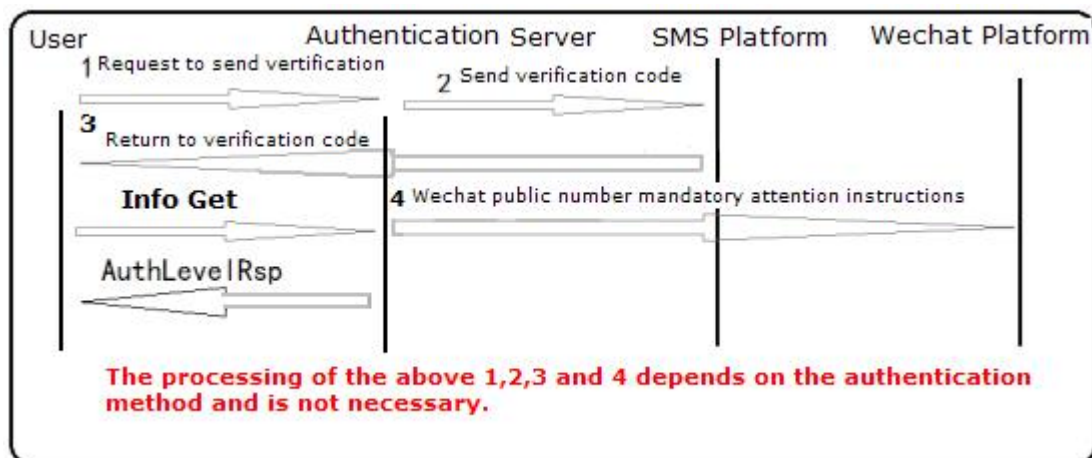 User
Authentication Server
SMS Platform
Wechat Platform
1 Request to send vertification
2 Send verification code
3
Return to verification code
Info Get
4 Wechat public number mandatory attention instructions
AuthLevelRsp
The processing of the above 1,2,3 and 4 depends on the authentication
method and is not necessary.